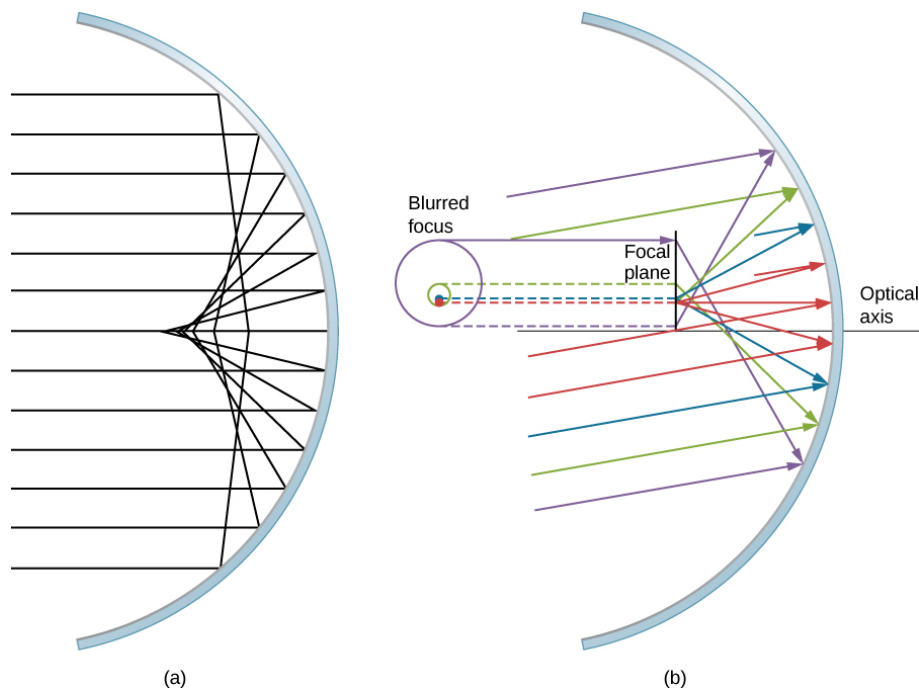 Blurred
focus
Focal
plane
Optical
axis
(a)
(b)